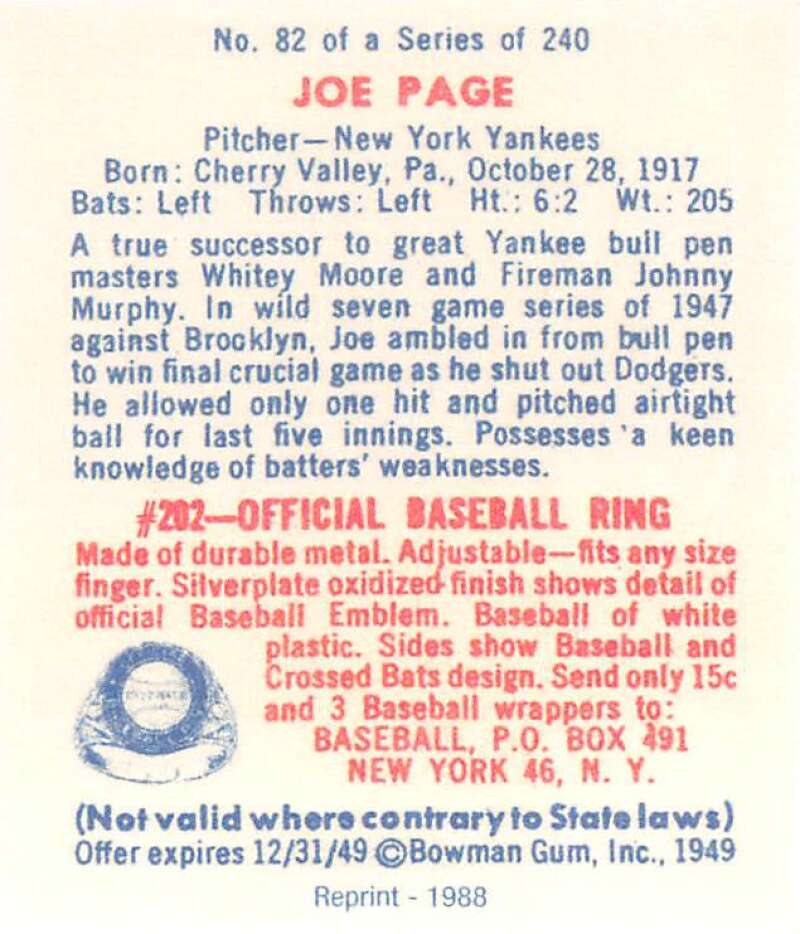 No. 82 of a Series of 240
JOE PAGE
Pitcher—New York Yankees
Born: Cherry Valley, Pa., October 28, 1917
Bats: Left Throws: Left Ht.: 6:2 Wt.: 205
A true successor to great Yankee bull pen
masters Whitey Moore and Fireman Johnny
Murphy. In wild seven game series of 1947
against Brooklyn, Joe ambled in from bull pen
to win final crucial game as he shut out Dodgers.
He allowed only one hit and pitched airtight
ball for last five innings. Possesses a keen
knowledge of batters' weaknesses.
#202—OFFICIAL BASEBALL RING
Made of durable metal. Adjustable—fits any size
finger. Silverplate oxidized finish shows detail of
official Baseball Emblem. Baseball of white
plastic. Sides show Baseball and
Crossed Bats design. Send only 15c
and 3 Baseball wrappers to:
BASEBALL, P.O. BOX 491
NEW YORK 46, N. Y.
(Not valid where contrary to State laws)
Offer expires 12/31/49 ©Bowman Gum, Inc., 1949
Reprint - 1988